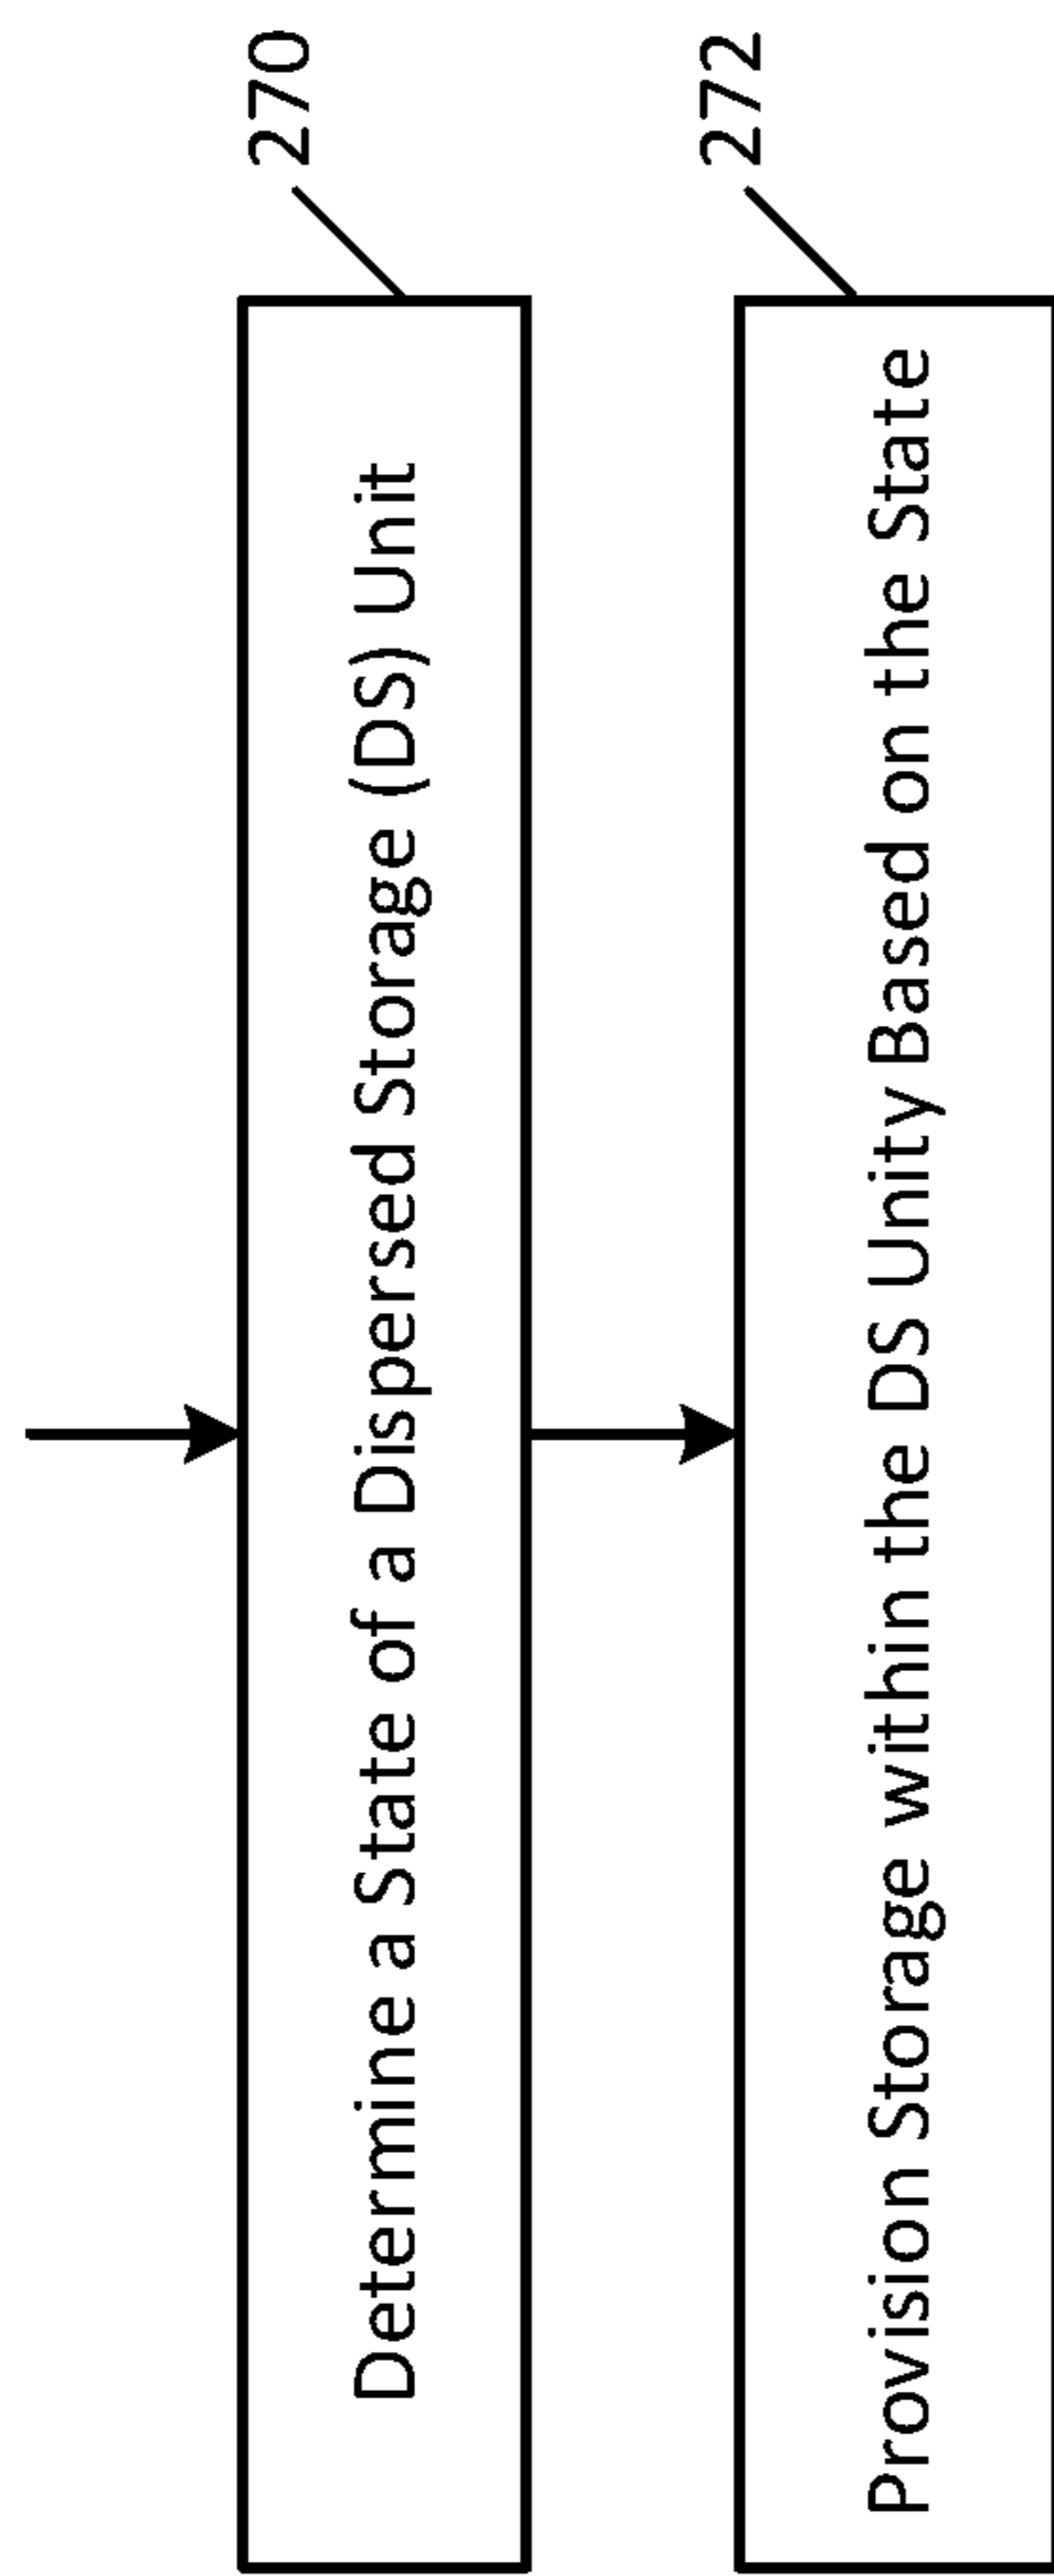 270
Determine a State of a Dispersed Storage (DS) Unit
272
Provision Storage within the DS Unity Based on the State